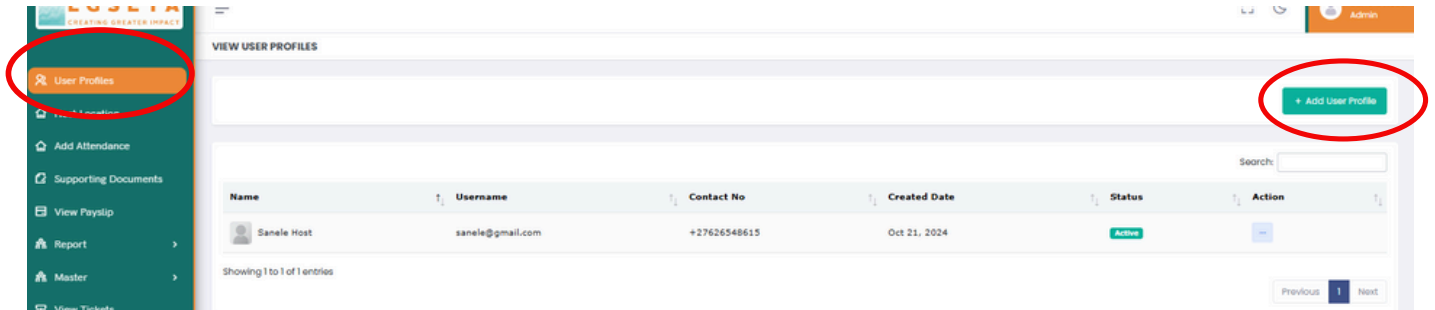 CREATING GREATER IMPACT
Admin
VIEW USER PROFILES
User Profiles
+ Add User Profile
Add Attendance
Search:
Supporting Documents
Name Username Contact No Created Date Status Action
View Payslip
Sanele Host sanele@gmail.com +27626548615 Oct 21, 2024 Active
Report
Showing 1 to 1 of 1 entries
Master
Previous 1 Next
View Tickets